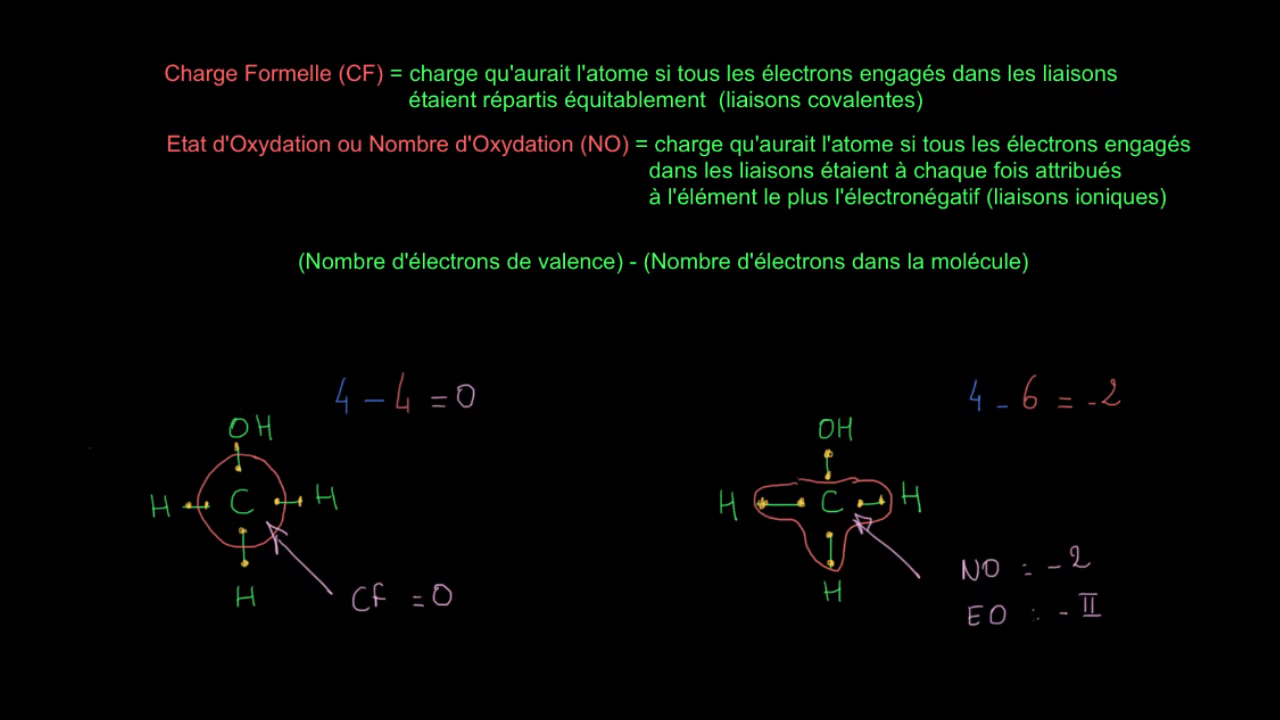 Charge Formelle (CF) = charge qu'aurait l'atome si tous les électrons engagés dans les liaisons
étaient répartis équitablement (liaisons covalentes)
Etat d'Oxydation ou Nombre d'Oxydation (NO) = charge qu'aurait l'atome si tous les électrons engagés
dans les liaisons étaient à chaque fois attribués
à l'élément le plus l'électronégatif (liaisons ioniques)
(Nombre d'électrons de valence) - (Nombre d'électrons dans la molécule)
4 - 4 = 0
OH
H C H
H
CF = 0
4 - 6 = -2
OH
H C H
H
NO : -2
EO : -II